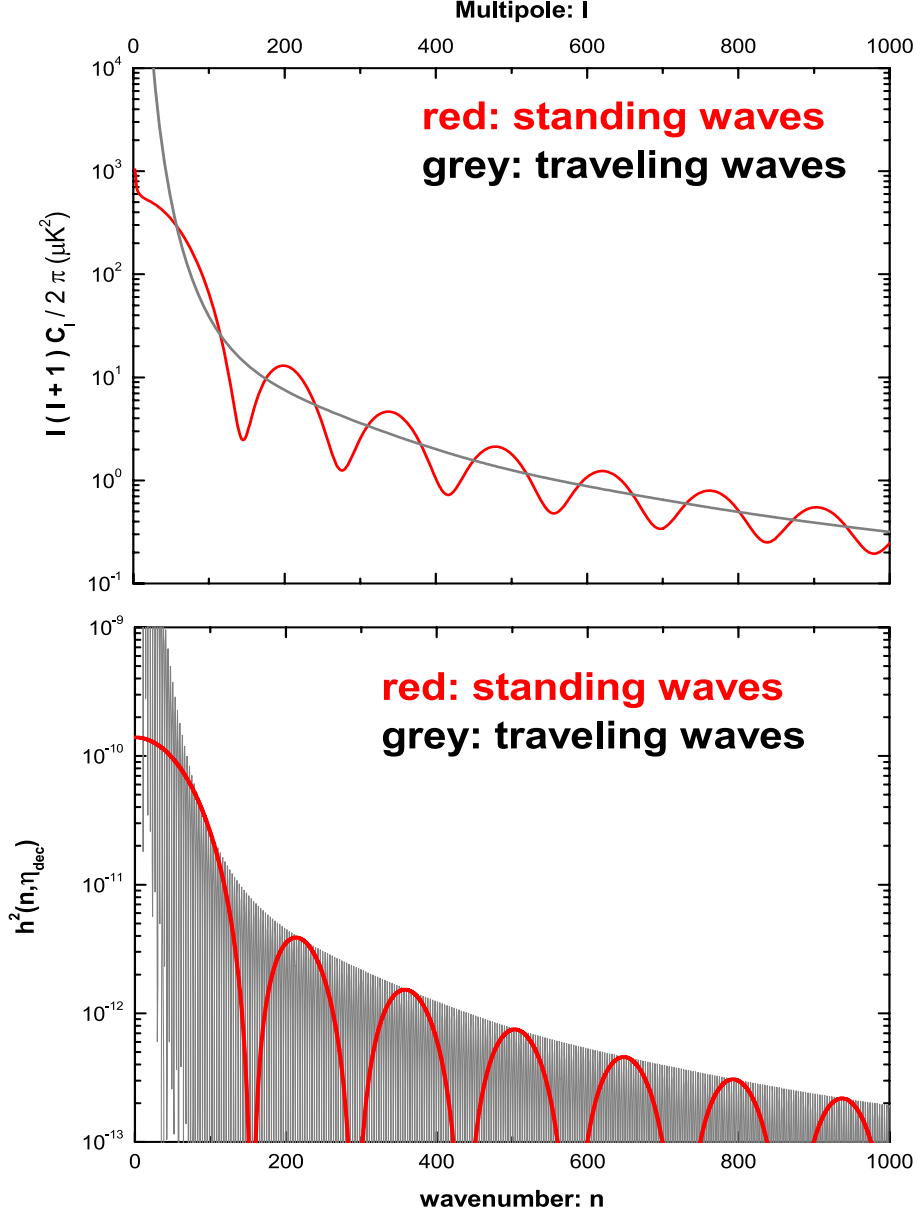 Multipole: l
0 200 400 600 800 1000
10^4
10^3
10^2
10^1
10^0
10^-1
l ( l + 1 ) C_l / 2 π (μK^2)
red: standing waves
grey: traveling waves
10^-9
10^-10
10^-11
10^-12
10^-13
h^2(n,η_dec)
red: standing waves
grey: traveling waves
0 200 400 600 800 1000
wavenumber: n